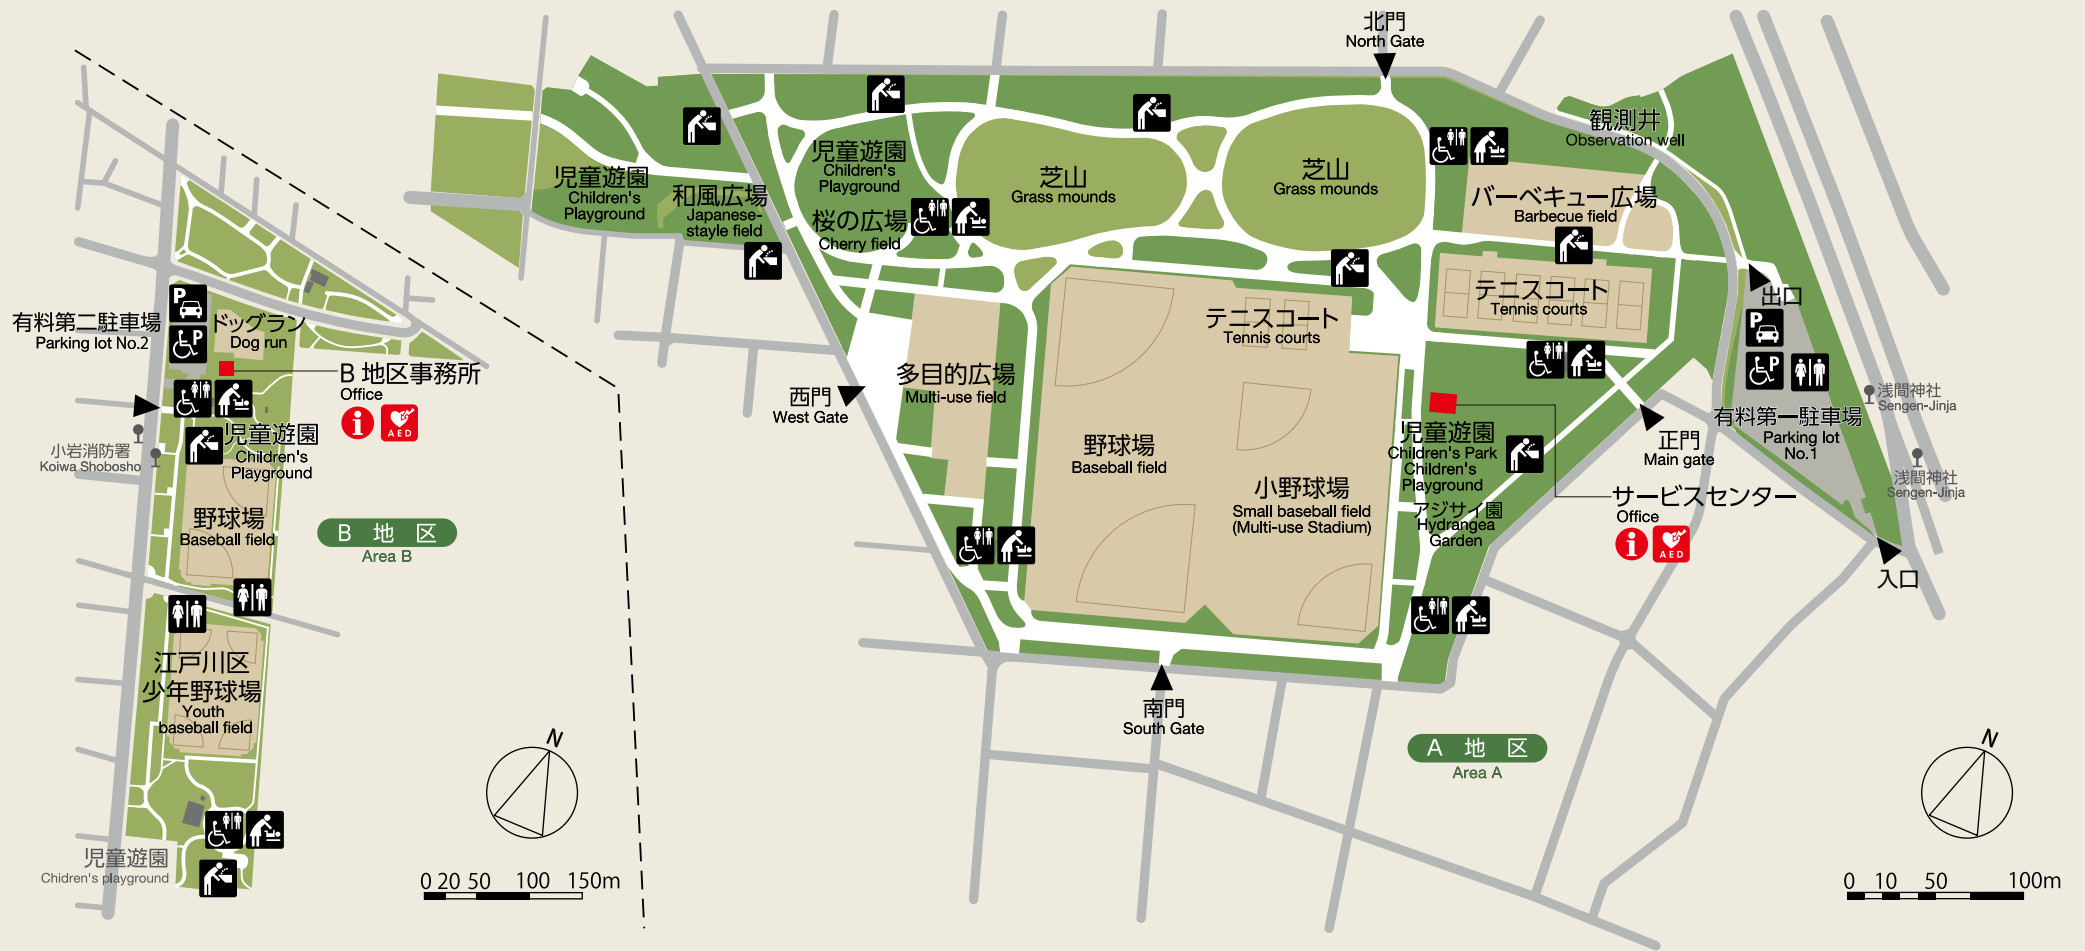 北門
North Gate
観測井
Observation well
児童遊園
Children's
Playground
和風広場
Japanese-
stayle field
児童遊園
Children's
Playground
桜の広場
Cherry field
芝山
Grass mounds
芝山
Grass mounds
バーベキュー広場
Barbecue field
テニスコート
Tennis courts
テニスコート
Tennis courts
出口
P
P
有料第一駐車場
Parking lot
No.1
浅間神社
Sengen-Jinja
浅間神社
Sengen-Jinja
入口
正門
Main gate
サービスセンター
Office
i
AED
児童遊園
Children's Park
Children's
Playground
アジサイ園
Hydrangea
Garden
多目的広場
Multi-use field
西門
West Gate
野球場
Baseball field
小野球場
Small baseball field
(Multi-use Stadium)
南門
South Gate
A 地 区
Area A
N
0 10 50 100m
有料第二駐車場
Parking lot No.2
P
P
ドッグラン
Dog run
B 地区事務所
Office
i
AED
小岩消防署
Koiwa Shobosho
児童遊園
Children's
Playground
野球場
Baseball field
B 地 区
Area B
江戸川区
少年野球場
Youth
baseball field
児童遊園
Chidren's playground
N
0 20 50 100 150m